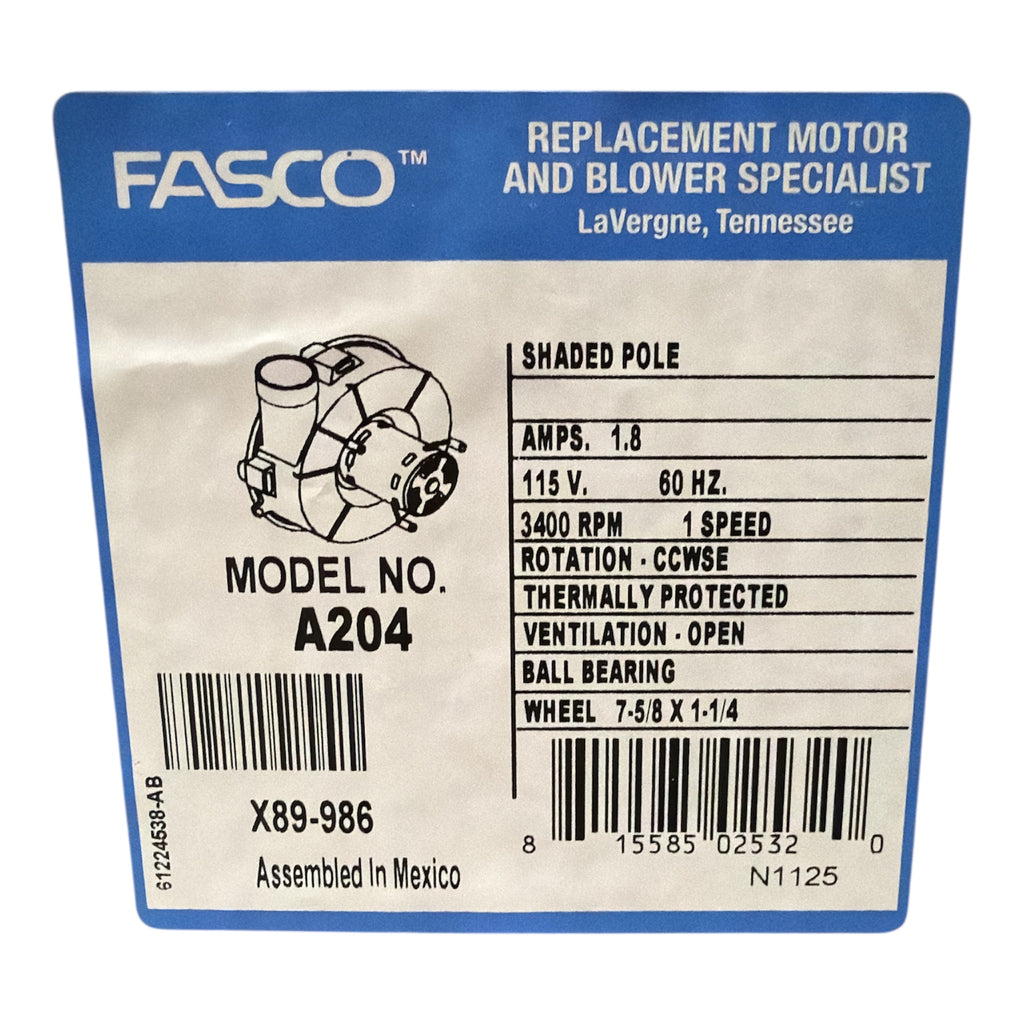 FASCO™
REPLACEMENT MOTOR
AND BLOWER SPECIALIST
LaVergne, Tennessee
SHADED POLE
AMPS. 1.8
115 V. 60 HZ.
3400 RPM 1 SPEED
ROTATION - CCWSE
THERMALLY PROTECTED
VENTILATION - OPEN
BALL BEARING
WHEEL 7-5/8 X 1-1/4
MODEL NO.
A204
X89-986
Assembled In Mexico
61224538-AB
8 15585 02532 0
N1125